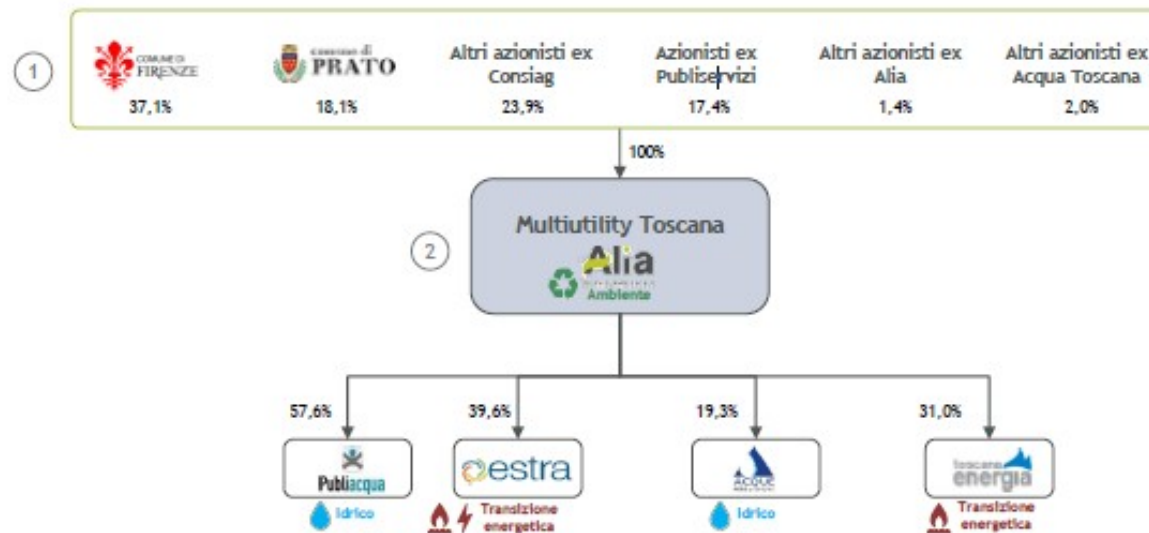 1
COMUNE DI
FIRENZE
37,1%
comune di
PRATO
18,1%
Altri azionisti ex
Consiag
23,9%
Azionisti ex
Publiservizi
17,4%
Altri azionisti ex
Alia
1,4%
Altri azionisti ex
Acqua Toscana
2,0%
100%
2
Multiutility Toscana
Alia
Ambiente
57,6%
39,6%
19,3%
31,0%
Publiacqua
Idrico
estra
Transizione
energetica
ACQUE
Idrico
toscana
energia
Transizione
energetica